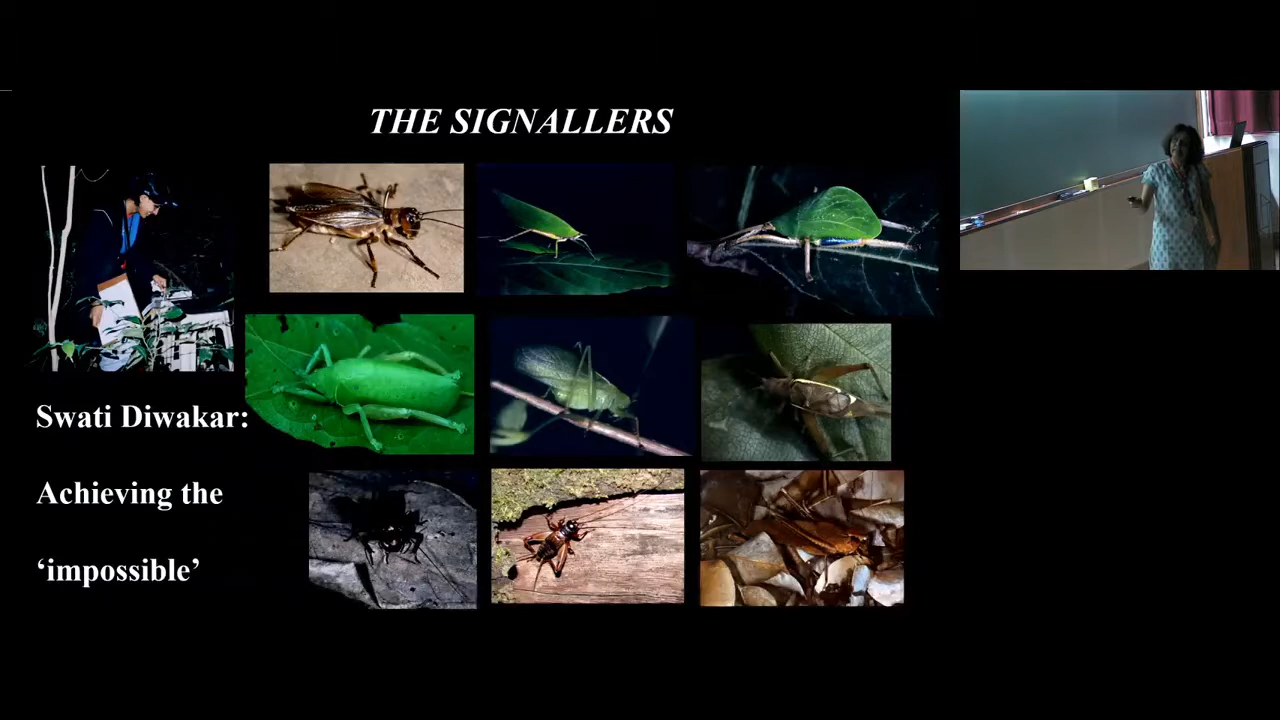 THE SIGNALLERS
Swati Diwakar:
Achieving the
‘impossible’